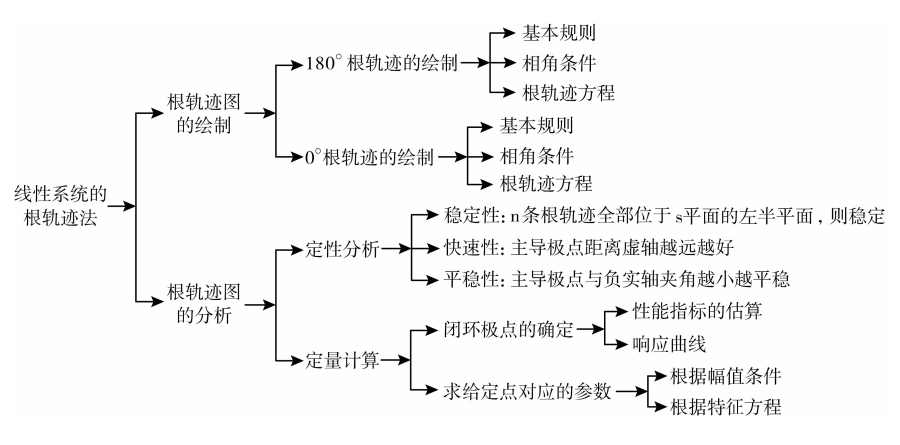 线性系统的
根轨迹法
根轨迹图
的绘制
180°根轨迹的绘制
基本规则
相角条件
根轨迹方程
0°根轨迹的绘制
基本规则
相角条件
根轨迹方程
根轨迹图
的分析
定性分析
稳定性:n条根轨迹全部位于s平面的左半平面，则稳定
快速性:主导极点距离虚轴越远越好
平稳性:主导极点与负实轴夹角越小越平稳
定量计算
闭环极点的确定
性能指标的估算
响应曲线
求给定点对应的参数
根据幅值条件
根据特征方程